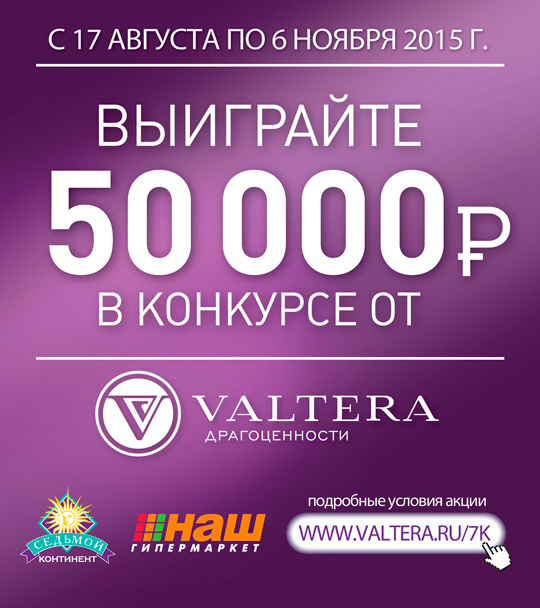 С 17 АВГУСТА ПО 6 НОЯБРЯ 2015 Г.
ВЫИГРАЙТЕ
50 000₽
В КОНКУРСЕ ОТ
VALTERA
ДРАГОЦЕННОСТИ
СЕДЬМОЙ
КОНТИНЕНТ
НАШ
ГИПЕРМАРКЕТ
подробные условия акции
WWW.VALTERA.RU/7K